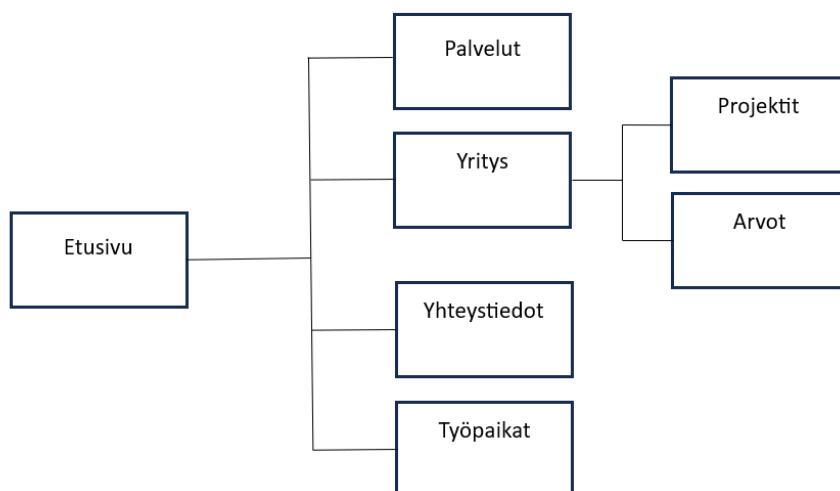 Etusivu
Palvelut
Yritys
Yhteystiedot
Työpaikat
Projektit
Arvot